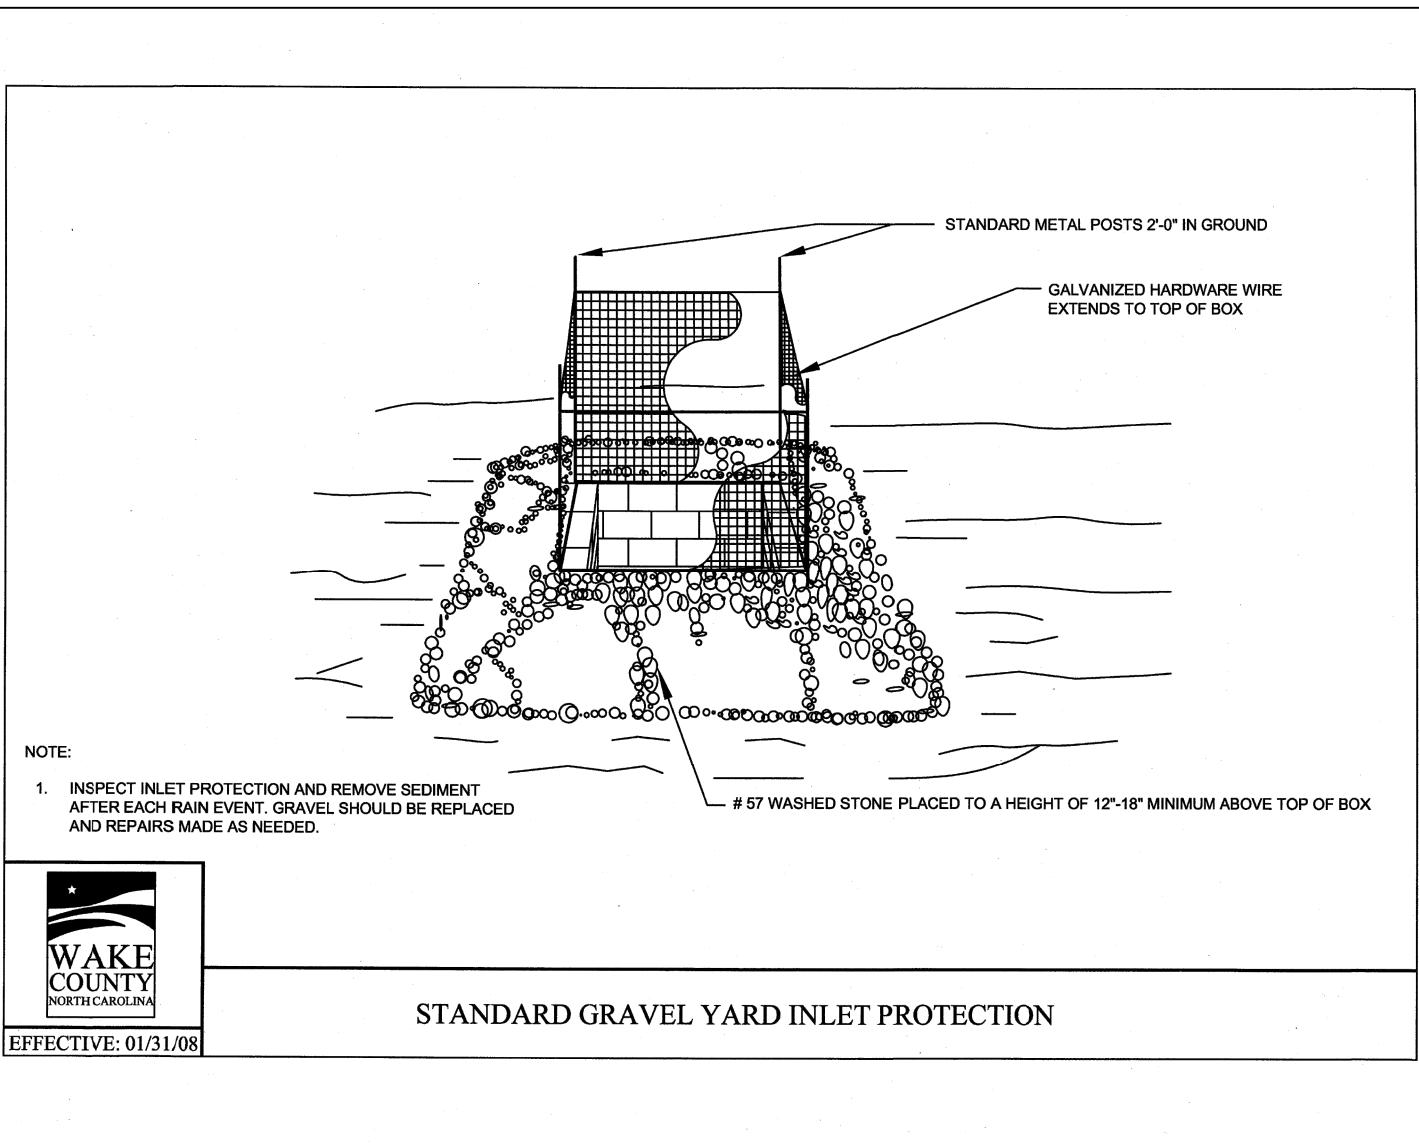 STANDARD METAL POSTS 2'-0" IN GROUND
GALVANIZED HARDWARE WIRE
EXTENDS TO TOP OF BOX
NOTE:
1. INSPECT INLET PROTECTION AND REMOVE SEDIMENT
AFTER EACH RAIN EVENT. GRAVEL SHOULD BE REPLACED
AND REPAIRS MADE AS NEEDED.
# 57 WASHED STONE PLACED TO A HEIGHT OF 12"-18" MINIMUM ABOVE TOP OF BOX
WAKE
COUNTY
NORTH CAROLINA
EFFECTIVE: 01/31/08
STANDARD GRAVEL YARD INLET PROTECTION